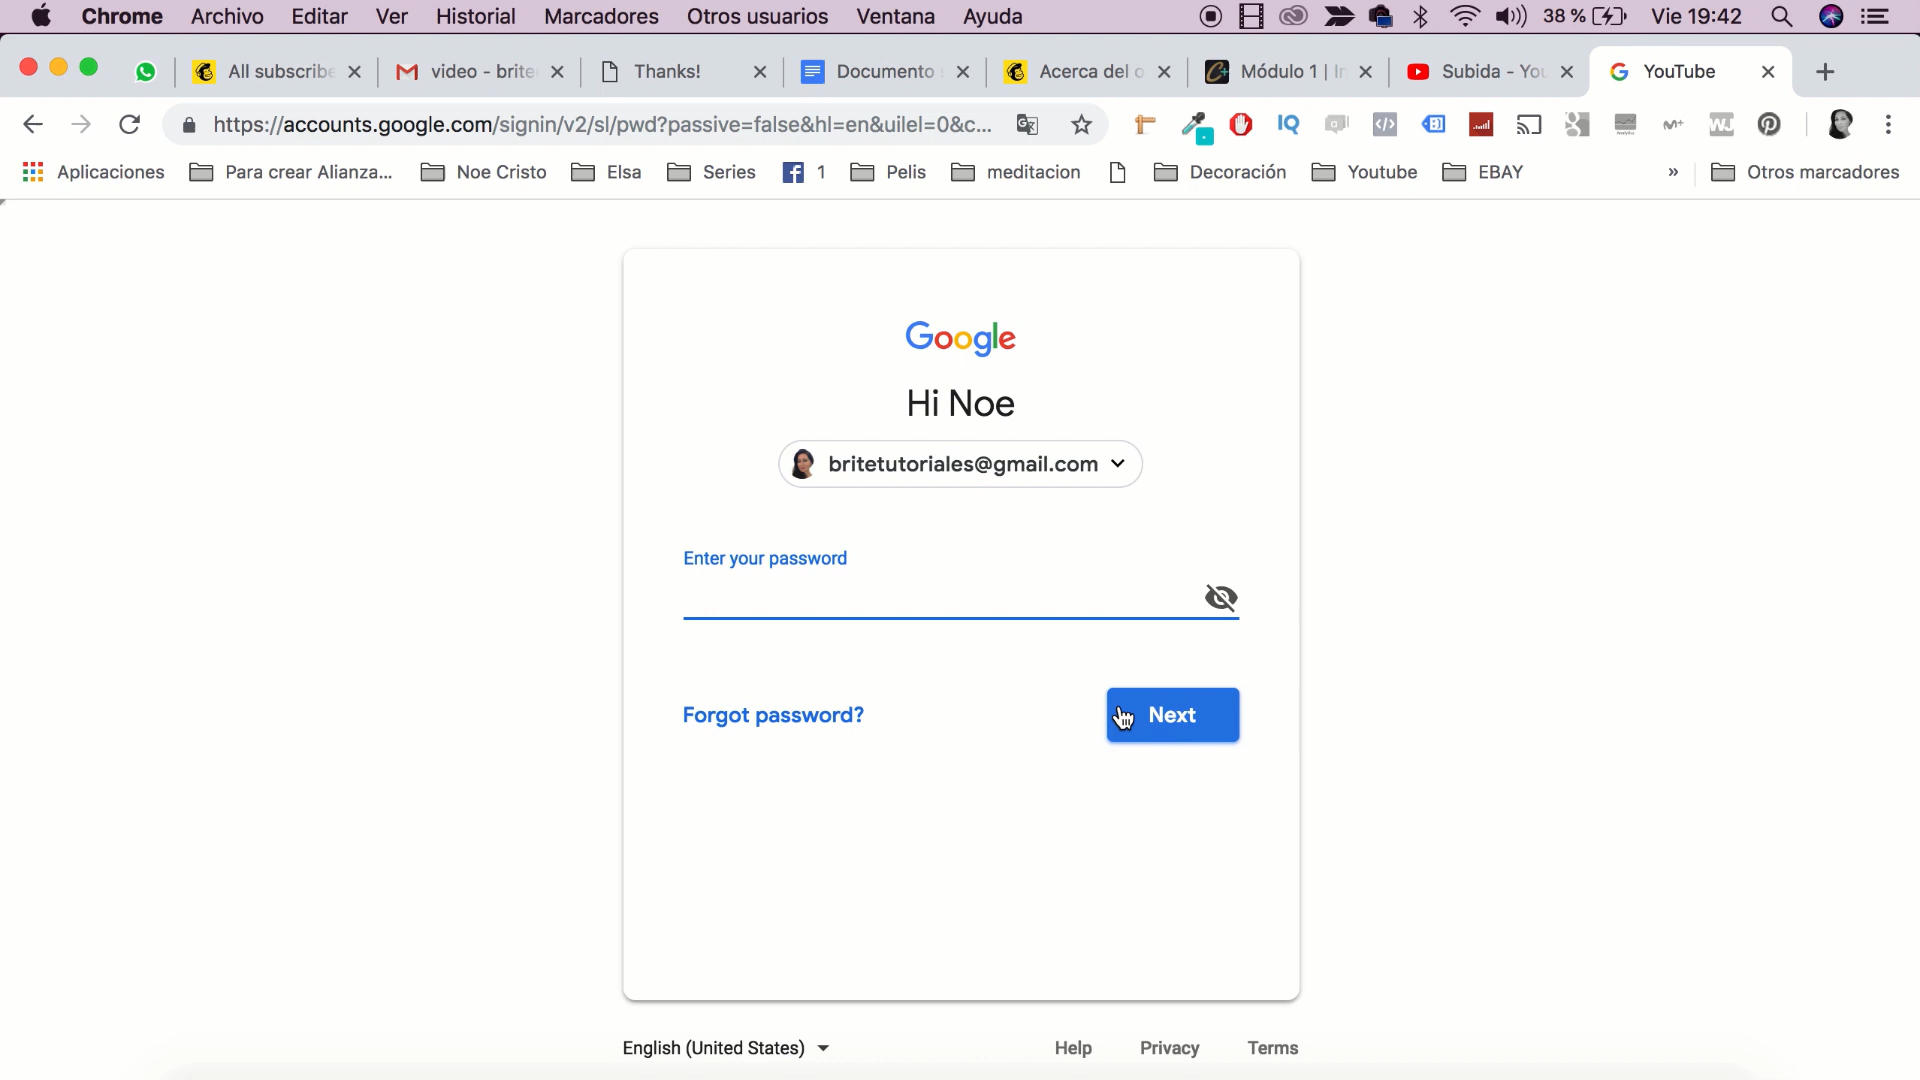 Chrome Archivo Editar Ver Historial Marcadores Otros usuarios Ventana Ayuda 38 % Vie 19:42
All subscribe video - brite Thanks! Documento Acerca del o Módulo 1 | In Subida - You YouTube
https://accounts.google.com/signin/v2/sl/pwd?passive=false&hl=en&uilel=0&c...
Aplicaciones Para crear Alianza... Noe Cristo Elsa Series 1 Pelis meditacion Decoración Youtube EBAY » Otros marcadores
Google
Hi Noe
britetutoriales@gmail.com
Enter your password
Forgot password? Next
English (United States) Help Privacy Terms